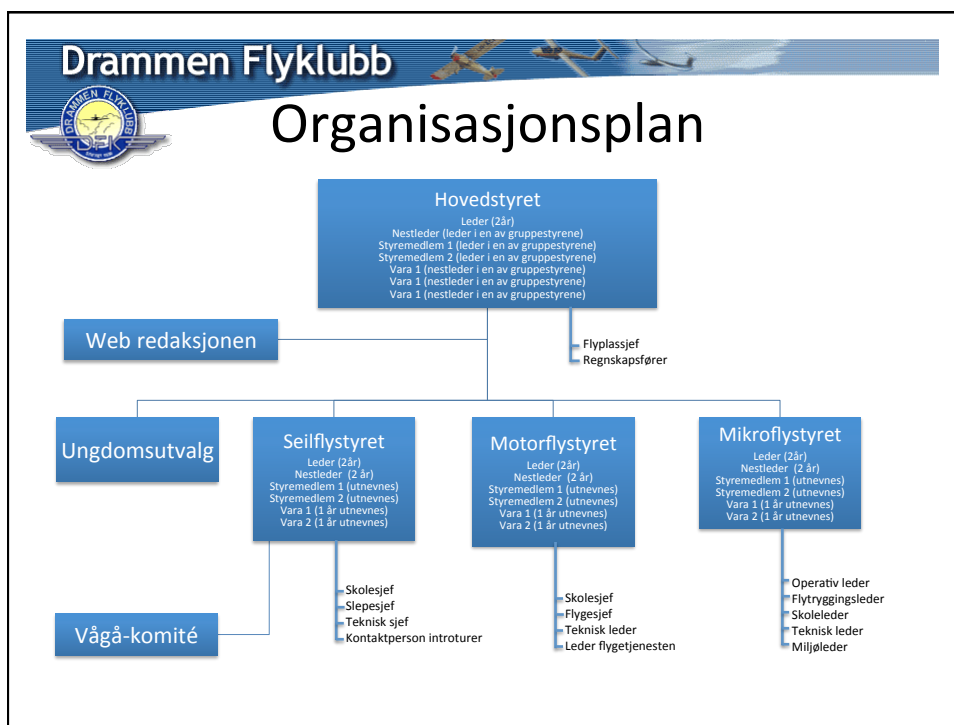 Drammen Flyklubb
DRAMMEN FLYKLUBB
DFK
Organisasjonsplan
Hovedstyret
Leder (2år)
Nestleder (leder i en av gruppestyrene)
Styremedlem 1 (leder i en av gruppestyrene)
Styremedlem 2 (leder i en av gruppestyrene)
Vara 1 (nestleder i en av gruppestyrene)
Vara 1 (nestleder i en av gruppestyrene)
Vara 1 (nestleder i en av gruppestyrene)
Web redaksjonen
Flyplassjef
Regnskapsfører
Ungdomsutvalg
Seilflystyret
Leder (2år)
Nestleder (2 år)
Styremedlem 1 (utnevnes)
Styremedlem 2 (utnevnes)
Vara 1 (1 år utnevnes)
Vara 2 (1 år utnevnes)
Motorflystyret
Leder (2år)
Nestleder (2 år)
Styremedlem 1 (utnevnes)
Styremedlem 2 (utnevnes)
Vara 1 (1 år utnevnes)
Vara 2 (1 år utnevnes)
Mikroflystyret
Leder (2år)
Nestleder (2 år)
Styremedlem 1 (utnevnes)
Styremedlem 2 (utnevnes)
Vara 1 (1 år utnevnes)
Vara 2 (1 år utnevnes)
Vågå-komité
Skolesjef
Slepesjef
Teknisk sjef
Kontaktperson introturer
Skolesjef
Flygesjef
Teknisk leder
Leder flygetjenesten
Operativ leder
Flytryggingsleder
Skoleleder
Teknisk leder
Miljøleder